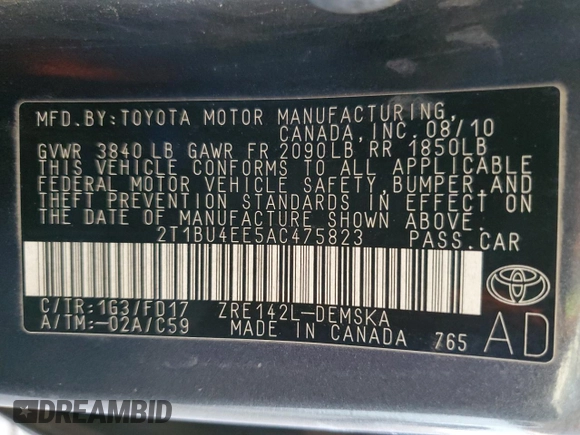 MFD.BY:TOYOTA MOTOR MANUFACTURING,
CANADA, INC. 08/10
GVWR 3840 LB GAWR FR 2090 LB, RR 1850LB
THIS VEHICLE CONFORMS TO ALL APPLICABLE
FEDERAL MOTOR VEHICLE SAFETY, BUMPER, AND
THEFT PREVENTION STANDARDS IN EFFECT ON
THE DATE OF MANUFACTURE SHOWN ABOVE.
2T1BU4EE5AC475823 PASS.CAR
C/TR:1G3/FD17 ZRE142L-DEMSKA
A/TM:-02A/C59 MADE IN CANADA 765
AD
DREAMBID